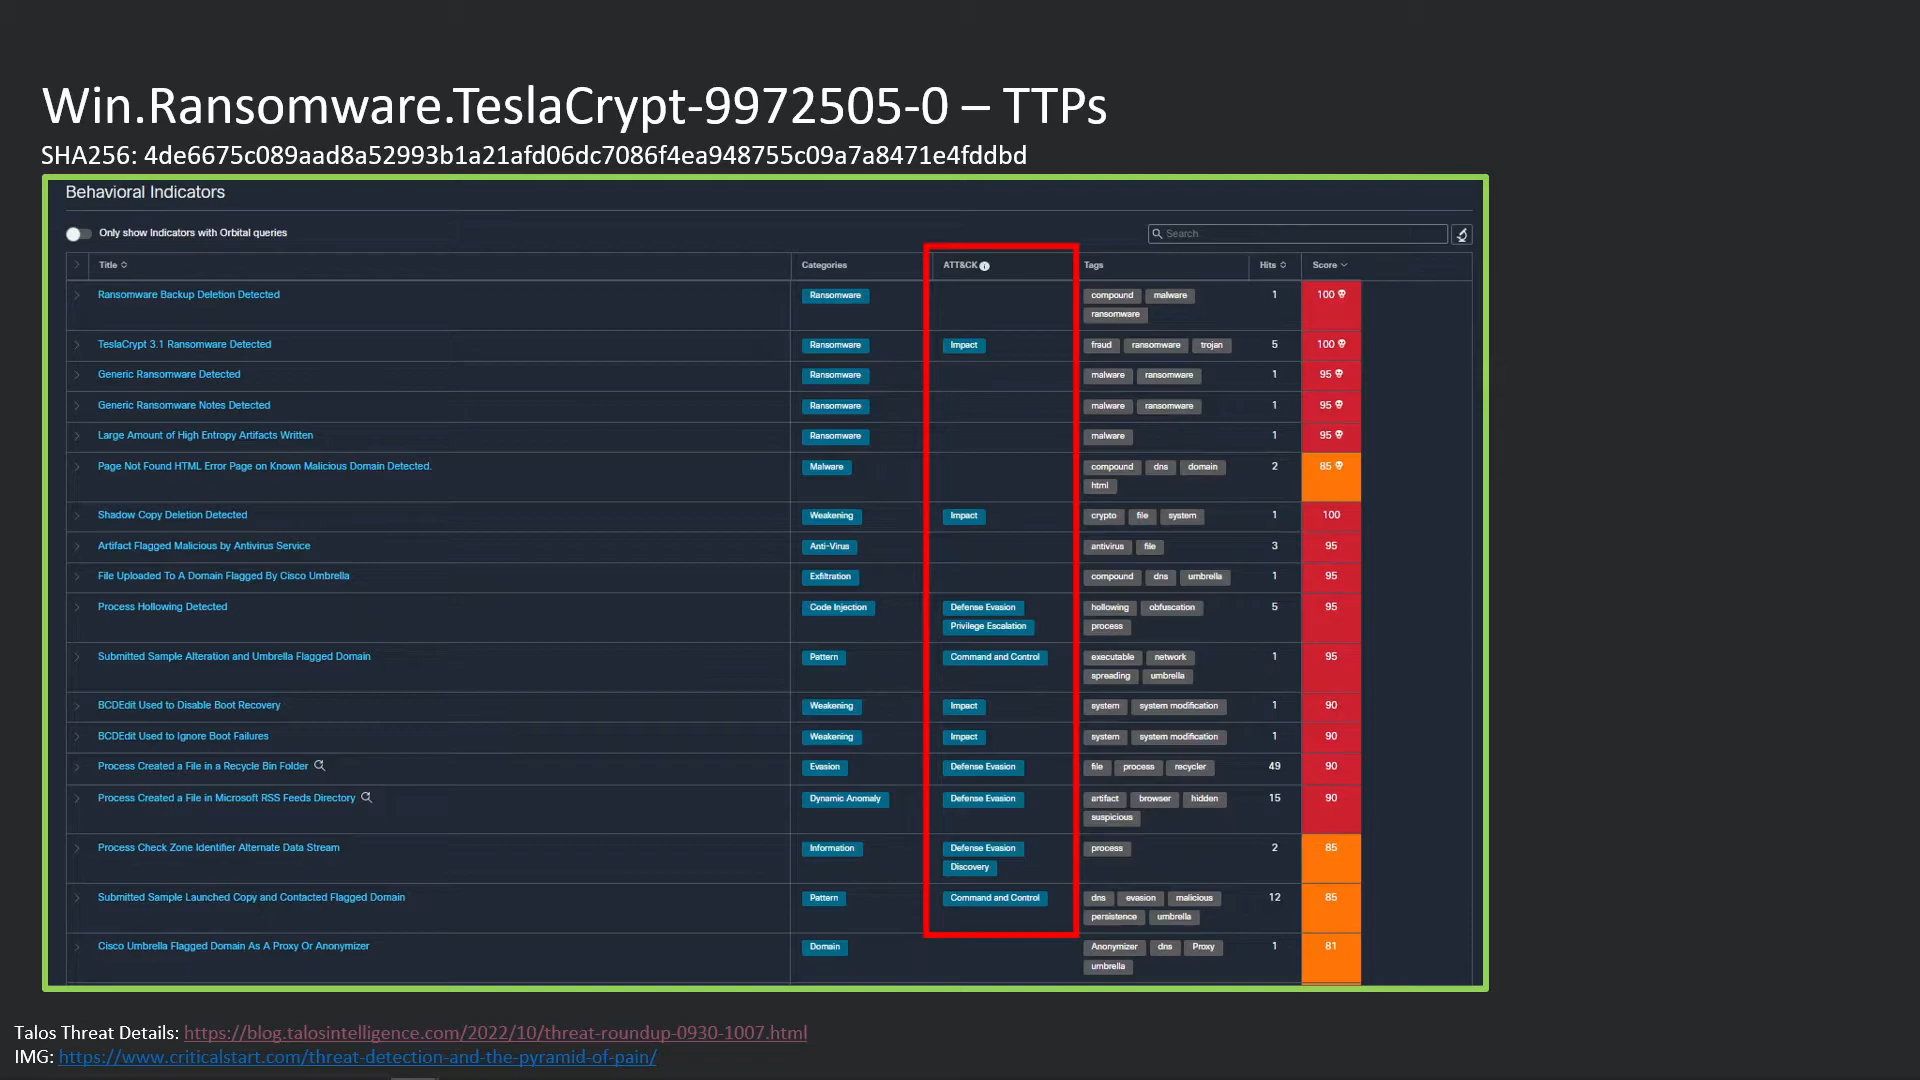 Win.Ransomware.TeslaCrypt-9972505-0 – TTPs
SHA256: 4de6675c089aad8a52993b1a21afd06dc7086f4ea948755c09a7a8471e4fddbd
Behavioral Indicators
Only show Indicators with Orbital queries
Search
Title Categories ATT&CK Tags Hits Score
Ransomware Backup Deletion Detected Ransomware compound malware 1 100
ransomware
TeslaCrypt 3.1 Ransomware Detected Ransomware Impact fraud ransomware trojan 5 100
Generic Ransomware Detected Ransomware malware ransomware 1 95
Generic Ransomware Notes Detected Ransomware malware ransomware 1 95
Large Amount of High Entropy Artifacts Written Ransomware malware 1 95
Page Not Found HTML Error Page on Known Malicious Domain Detected. Malware compound dns domain 2 85
html
Shadow Copy Deletion Detected Weakening Impact crypto file system 1 100
Artifact Flagged Malicious by Antivirus Service Anti-Virus antivirus file 3 95
File Uploaded To A Domain Flagged By Cisco Umbrella Exfiltration compound dns umbrella 1 95
Process Hollowing Detected Code Injection Defense Evasion hollowing obfuscation 5 95
Privilege Escalation process
Submitted Sample Alteration and Umbrella Flagged Domain Pattern Command and Control executable network 1 95
spreading umbrella
BCDEdit Used to Disable Boot Recovery Weakening Impact system system modification 1 90
BCDEdit Used to Ignore Boot Failures Weakening Impact system system modification 1 90
Process Created a File in a Recycle Bin Folder Evasion Defense Evasion file process recycler 49 90
Process Created a File in Microsoft RSS Feeds Directory Dynamic Anomaly Defense Evasion artifact browser hidden 15 90
suspicious
Process Check Zone Identifier Alternate Data Stream Information Defense Evasion process 2 85
Discovery
Submitted Sample Launched Copy and Contacted Flagged Domain Pattern Command and Control dns evasion malicious 12 85
persistence umbrella
Cisco Umbrella Flagged Domain As A Proxy Or Anonymizer Domain Anonymizer dns Proxy 1 81
umbrella
Talos Threat Details: https://blog.talosintelligence.com/2022/10/threat-roundup-0930-1007.html
IMG: https://www.criticalstart.com/threat-detection-and-the-pyramid-of-pain/